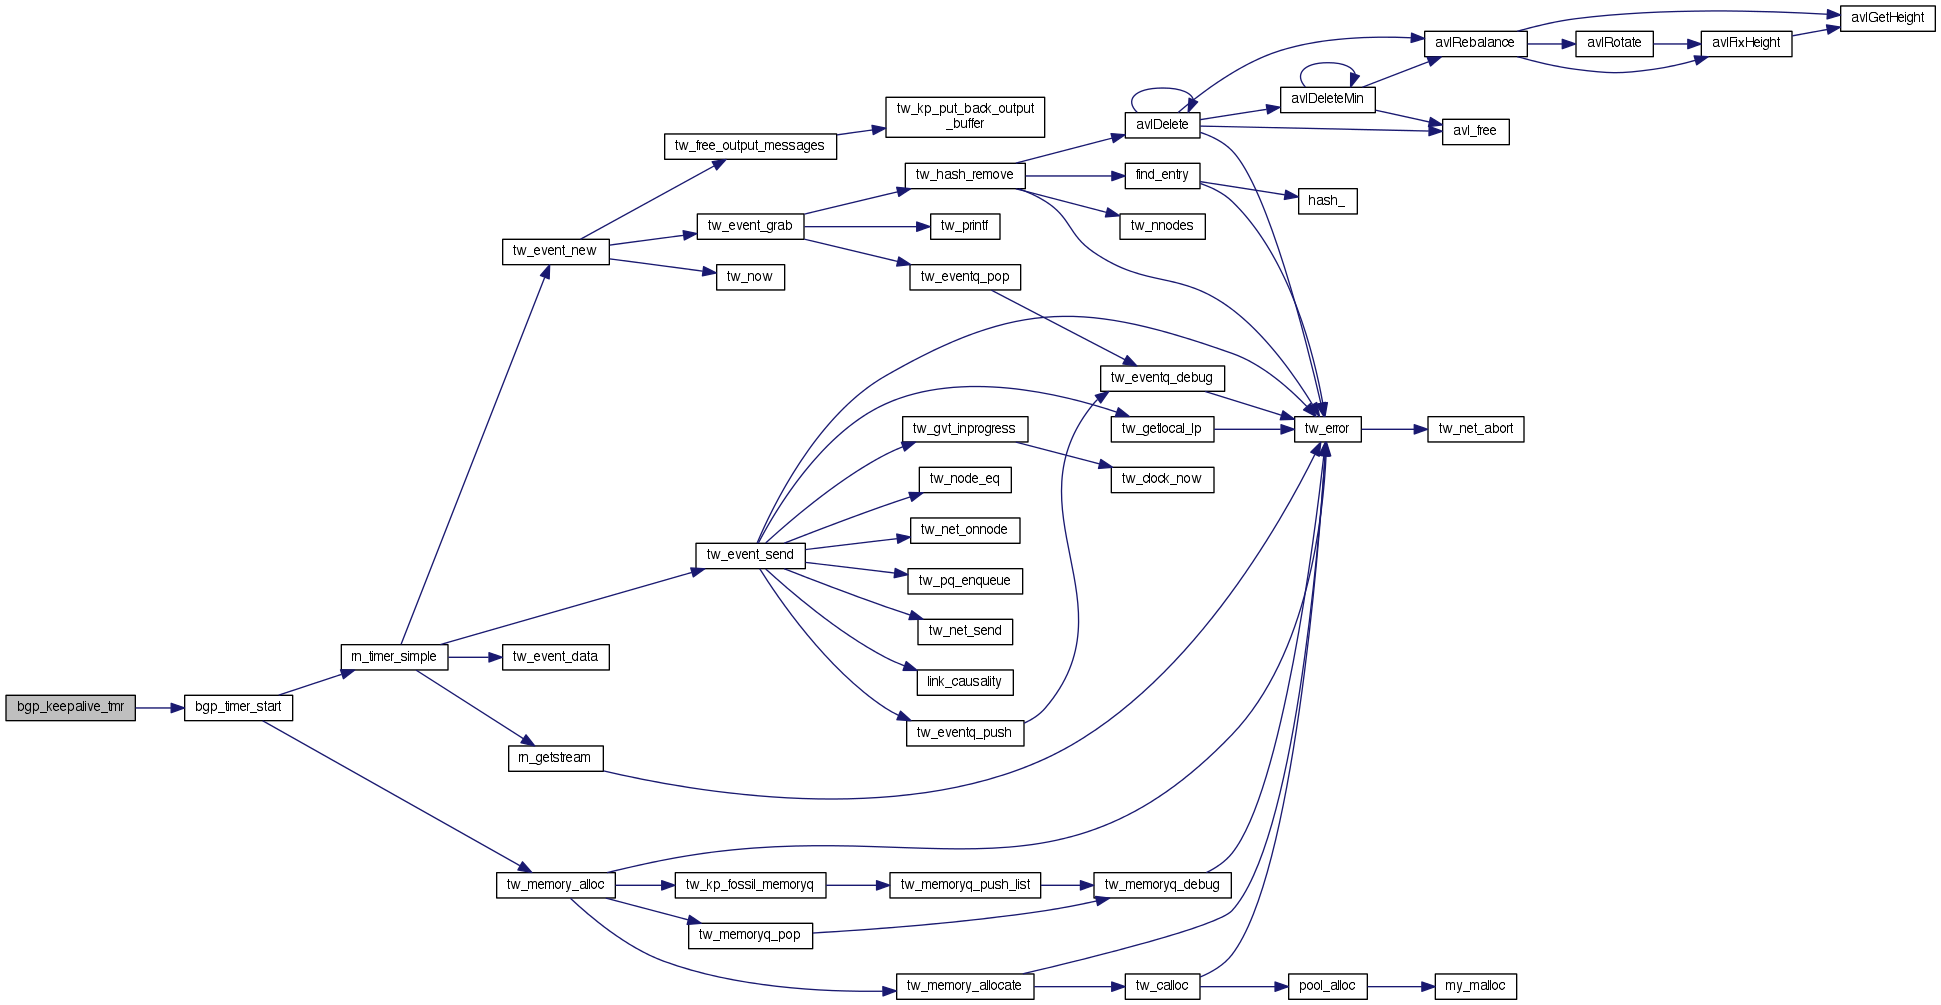 avlGetHeight
avlRebalance
avlRotate
avlFixHeight
avlDeleteMin
tw_kp_put_back_output
_buffer
avlDelete
avl_free
tw_free_output_messages
tw_hash_remove
find_entry
hash_
tw_event_grab
tw_printf
tw_nnodes
tw_event_new
tw_now
tw_eventq_pop
tw_eventq_debug
tw_gvt_inprogress
tw_getlocal_lp
tw_error
tw_net_abort
tw_node_eq
tw_clock_now
tw_net_onnode
tw_event_send
tw_pq_enqueue
tw_net_send
rn_timer_simple
tw_event_data
link_causality
bgp_keepalive_tmr
bgp_timer_start
tw_eventq_push
rn_getstream
tw_memory_alloc
tw_kp_fossil_memoryq
tw_memoryq_push_list
tw_memoryq_debug
tw_memoryq_pop
tw_memory_allocate
tw_calloc
pool_alloc
my_malloc